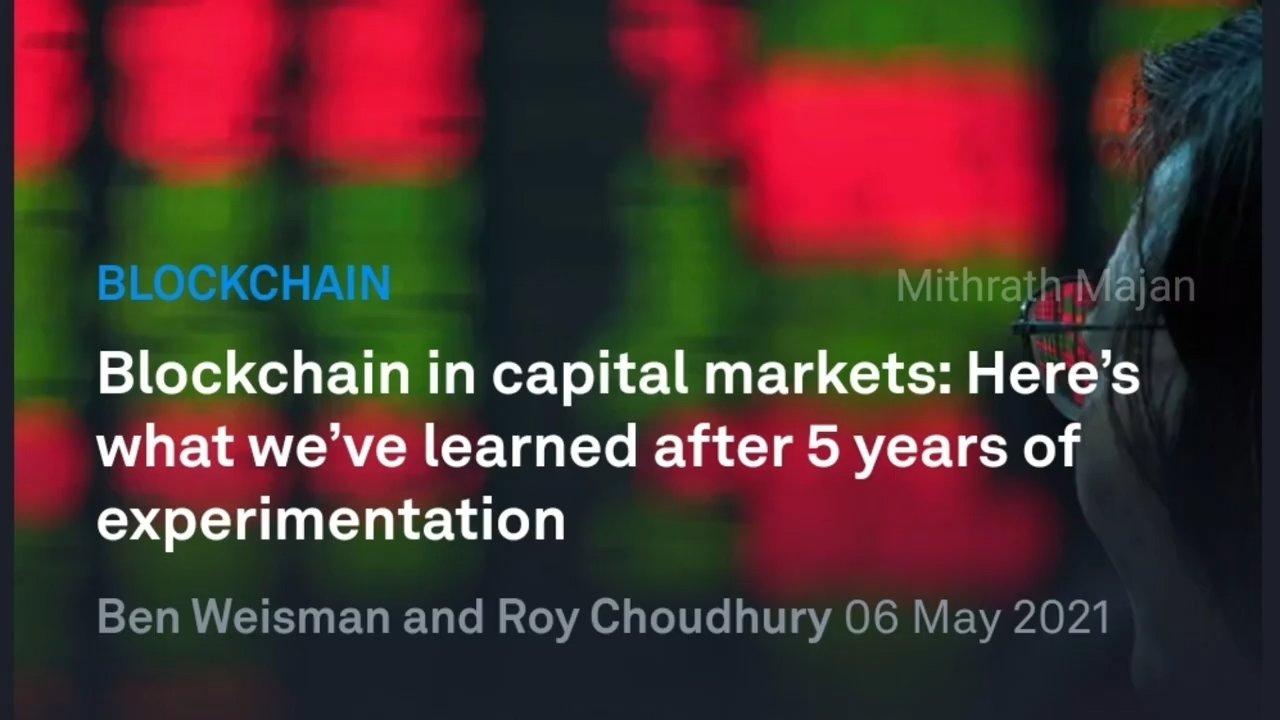 BLOCKCHAIN
Mithrath Majan
Blockchain in capital markets: Here’s
what we’ve learned after 5 years of
experimentation
Ben Weisman and Roy Choudhury 06 May 2021